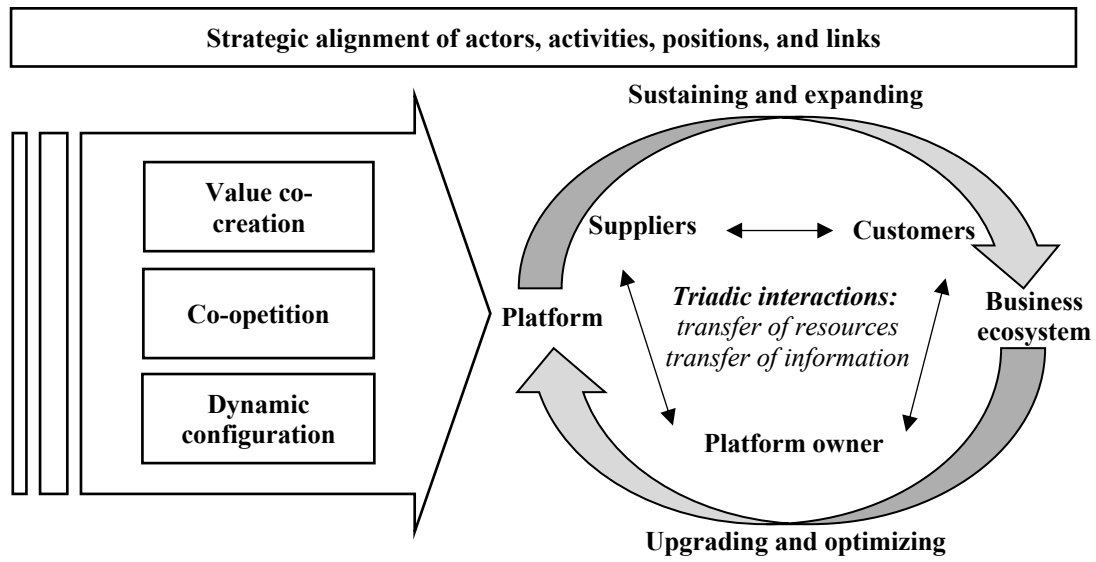 Strategic alignment of actors, activities, positions, and links
Sustaining and expanding
Value co-
creation
Co-opetition
Dynamic
configuration
Suppliers
Customers
Platform
Triadic interactions:
transfer of resources
transfer of information
Business
ecosystem
Platform owner
Upgrading and optimizing